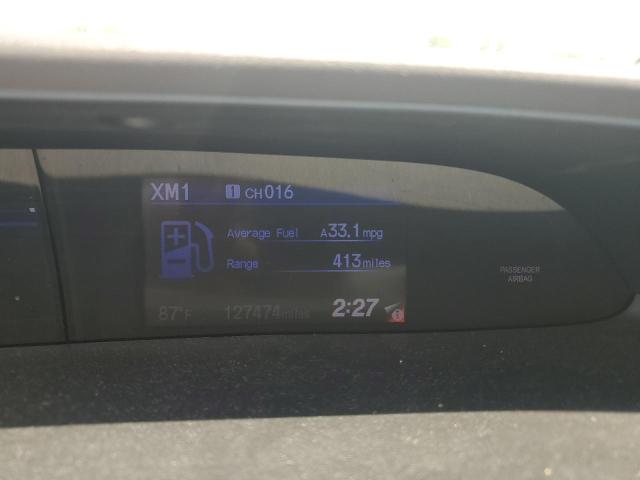 XM1 1 CH016
Average Fuel A33.1mpg
Range 413miles
PASSENGER
AIRBAG
87°F 127474miles 2:27